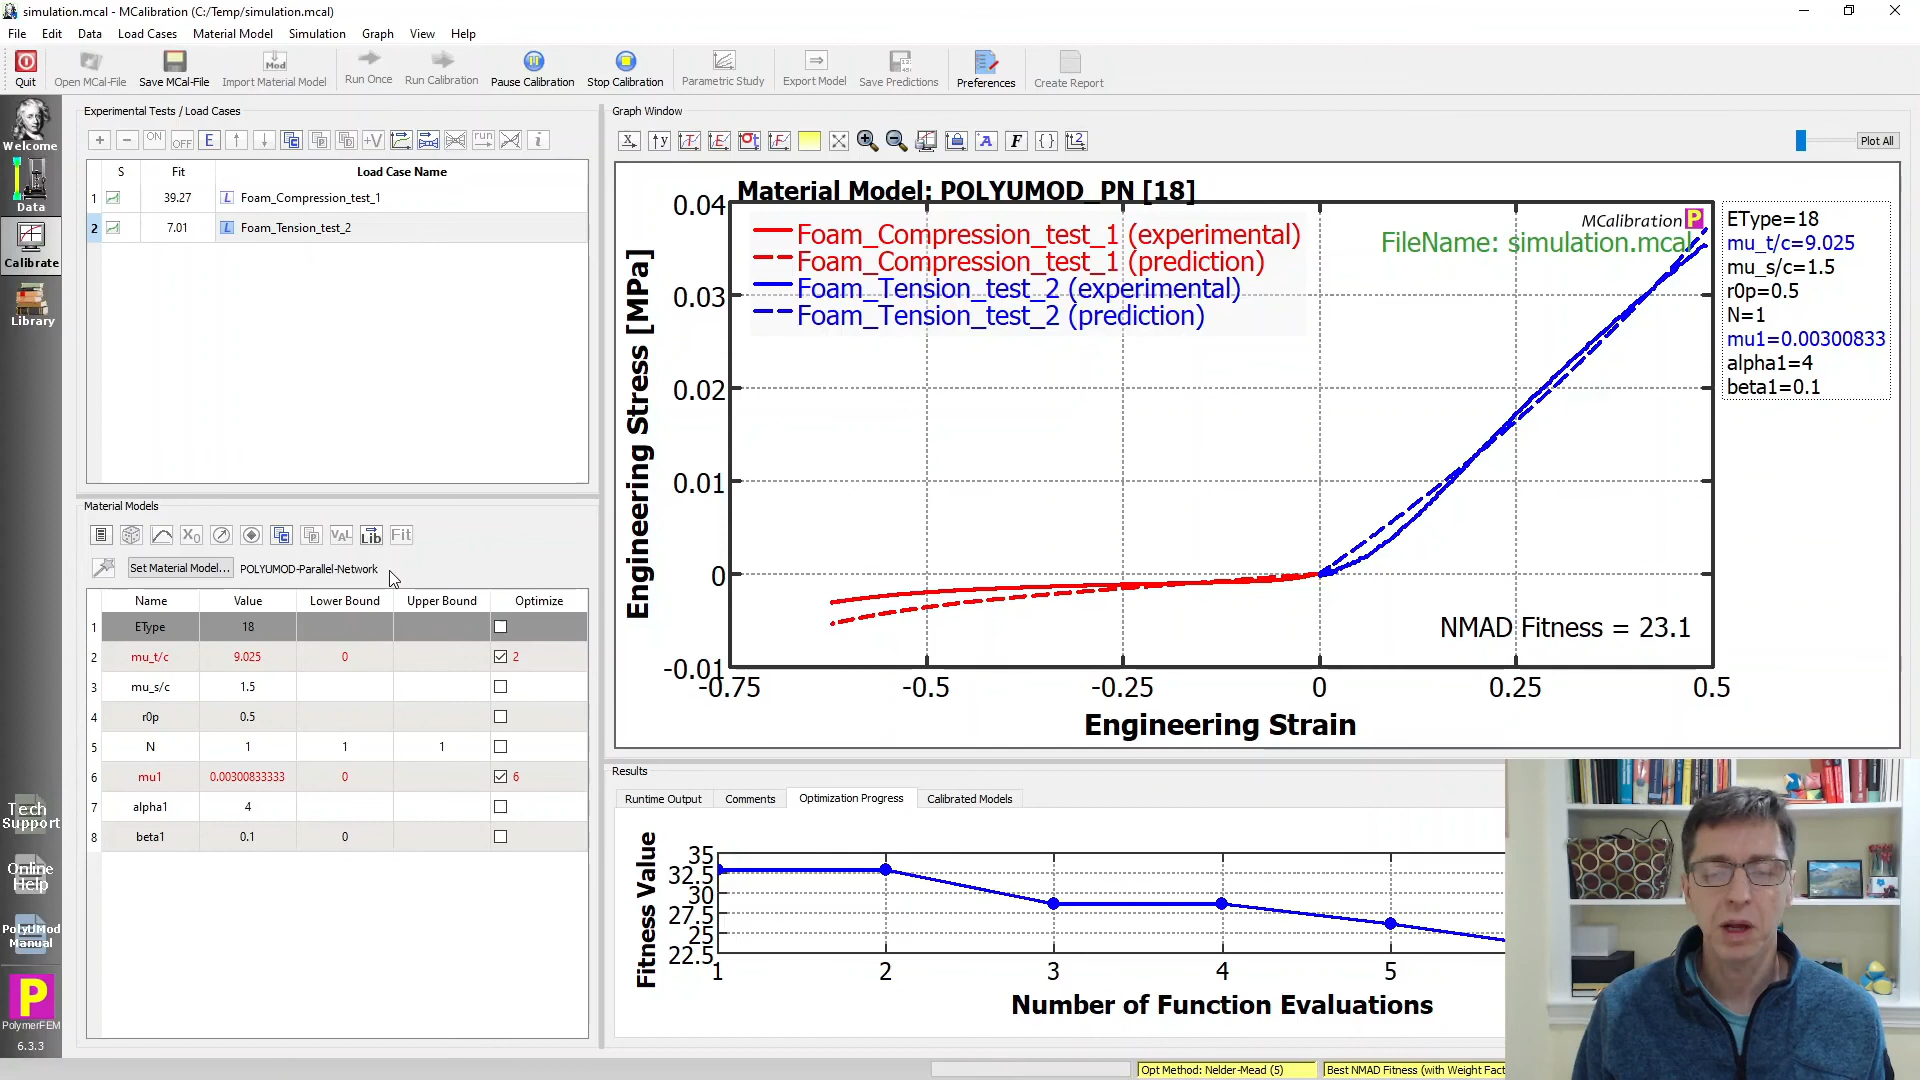 simulation.mcal - MCalibration (C:/Temp/simulation.mcal)
File Edit Data Load Cases Material Model Simulation Graph View Help
Quit Open MCal-File Save MCal-File Import Material Model Run Once Run Calibration Pause Calibration Stop Calibration Parametric Study Export Model Save Predictions Preferences Create Report
Welcome
Data
Calibrate
Library
Tech
Support
Online
Help
PolyUMod
Manual
PolymerFEM
6.3.3
Experimental Tests / Load Cases
ON OFF E +V run i
S Fit Load Case Name
1 39.27 L Foam_Compression_test_1
2 7.01 L Foam_Tension_test_2
Material Models
X0 VAL Lib Fit
Set Material Model... POLYUMOD-Parallel-Network
Name Value Lower Bound Upper Bound Optimize
1 EType 18
2 mu_t/c 9.025 0 2
3 mu_s/c 1.5
4 r0p 0.5
5 N 1 1 1
6 mu1 0.00300833333 0 6
7 alpha1 4
8 beta1 0.1 0
Graph Window
Plot All
Material Model: POLYUMOD_PN [18]
Foam_Compression_test_1 (experimental)
Foam_Compression_test_1 (prediction)
Foam_Tension_test_2 (experimental)
Foam_Tension_test_2 (prediction)
MCalibration P
FileName: simulation.mcal
EType=18
mu_t/c=9.025
mu_s/c=1.5
r0p=0.5
N=1
mu1=0.00300833
alpha1=4
beta1=0.1
Engineering Stress [MPa]
0.04
0.03
0.02
0.01
0
-0.01
NMAD Fitness = 23.1
-0.75 -0.5 -0.25 0 0.25 0.5
Engineering Strain
Results
Runtime Output Comments Optimization Progress Calibrated Models
Fitness Value
35
32.5
30
27.5
25
22.5
1 2 3 4 5
Number of Function Evaluations
Opt Method: Nelder-Mead (5) Best NMAD Fitness (with Weight Fact